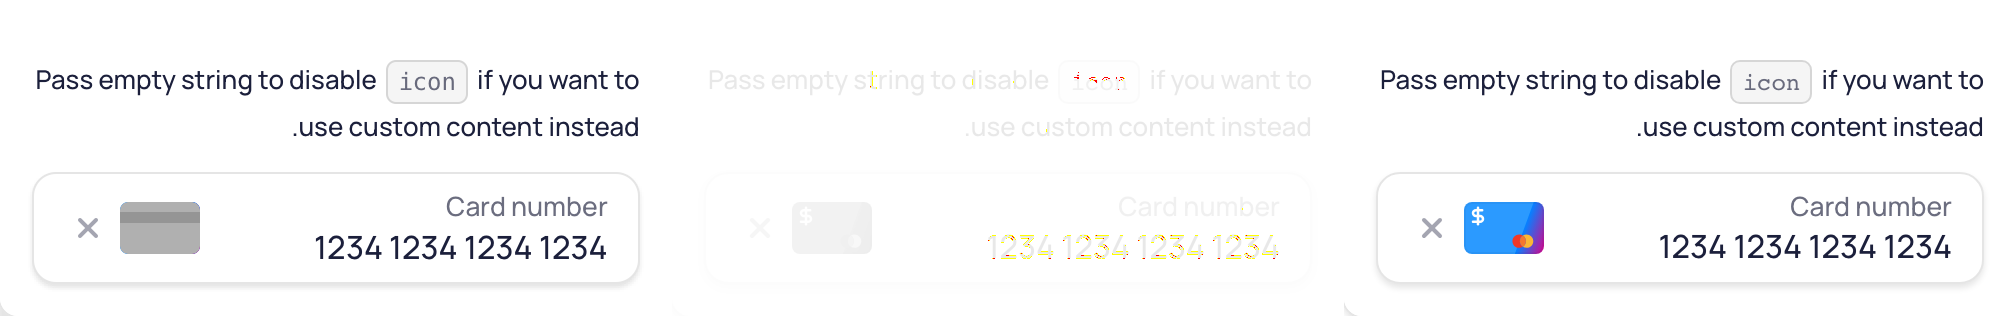 Pass empty string to disable icon if you want to
.use custom content instead
Card number
1234 1234 1234 1234
Pass empty string to disable icon if you want to
.use custom content instead
$
Card number
1234 1234 1234 1234
Pass empty string to disable icon if you want to
.use custom content instead
$
Card number
1234 1234 1234 1234